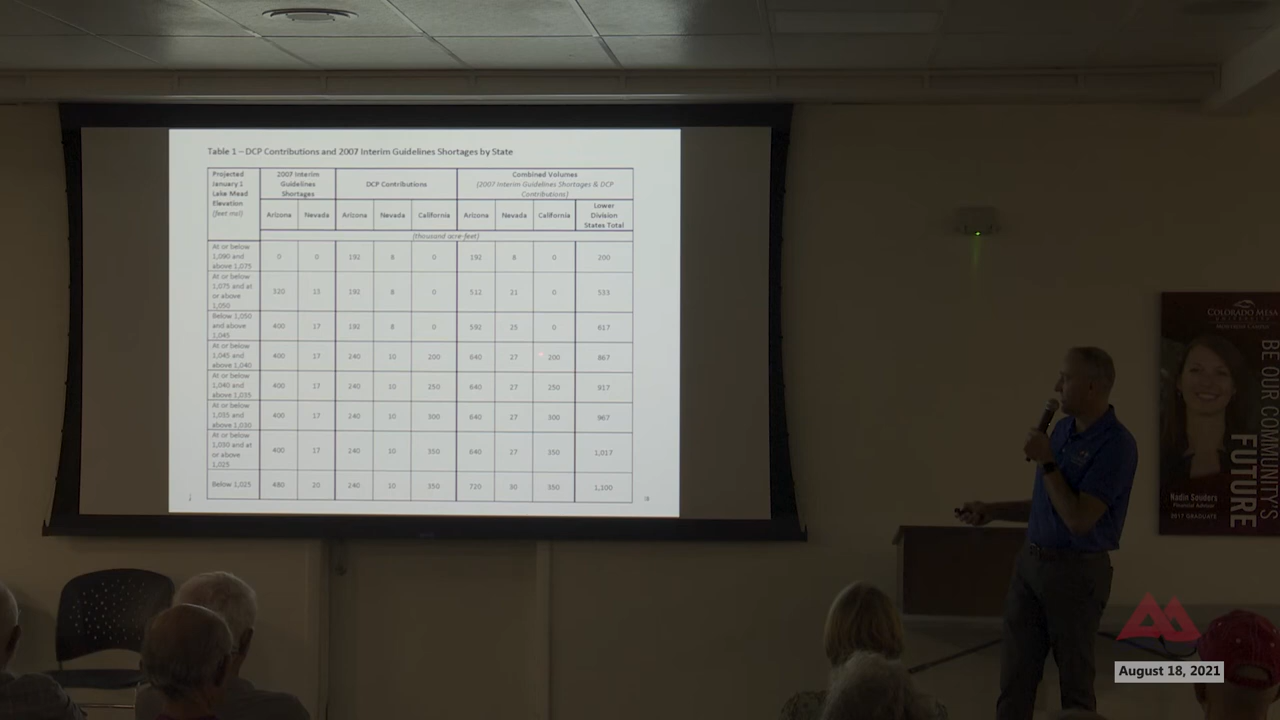 Table 1 – DCP Contributions and 2007 Interim Guidelines Shortages by State
Projected
January 1
Lake Mead
Elevation
(feet msl)
2007 Interim
Guidelines
Shortages
DCP Contributions
Combined Volumes
(2007 Interim Guidelines Shortages & DCP
Contributions)
Arizona Nevada Arizona Nevada California Arizona Nevada California
Lower
Division
States Total
(thousand acre-feet)
At or below
1,090 and
above 1,075
0 0 192 8 0 192 8 0 200
At or below
1,075 and at
or above
1,050
320 13 192 8 0 512 21 0 533
Below 1,050
and above
1,045
400 17 192 8 0 592 25 0 617
At or below
1,045 and
above 1,040
400 17 240 10 200 640 27 200 867
At or below
1,040 and
above 1,035
400 17 240 10 250 640 27 250 917
At or below
1,035 and
above 1,030
400 17 240 10 300 640 27 300 967
At or below
1,030 and at
or above
1,025
400 17 240 10 350 640 27 350 1,017
Below 1,025 480 20 240 10 350 720 30 350 1,100
COLORADO MESA
UNIVERSITY
BE OUR COMMUNITY'S
FUTURE
Nadin Souders
Financial Advisor
2017 GRADUATE
August 18, 2021